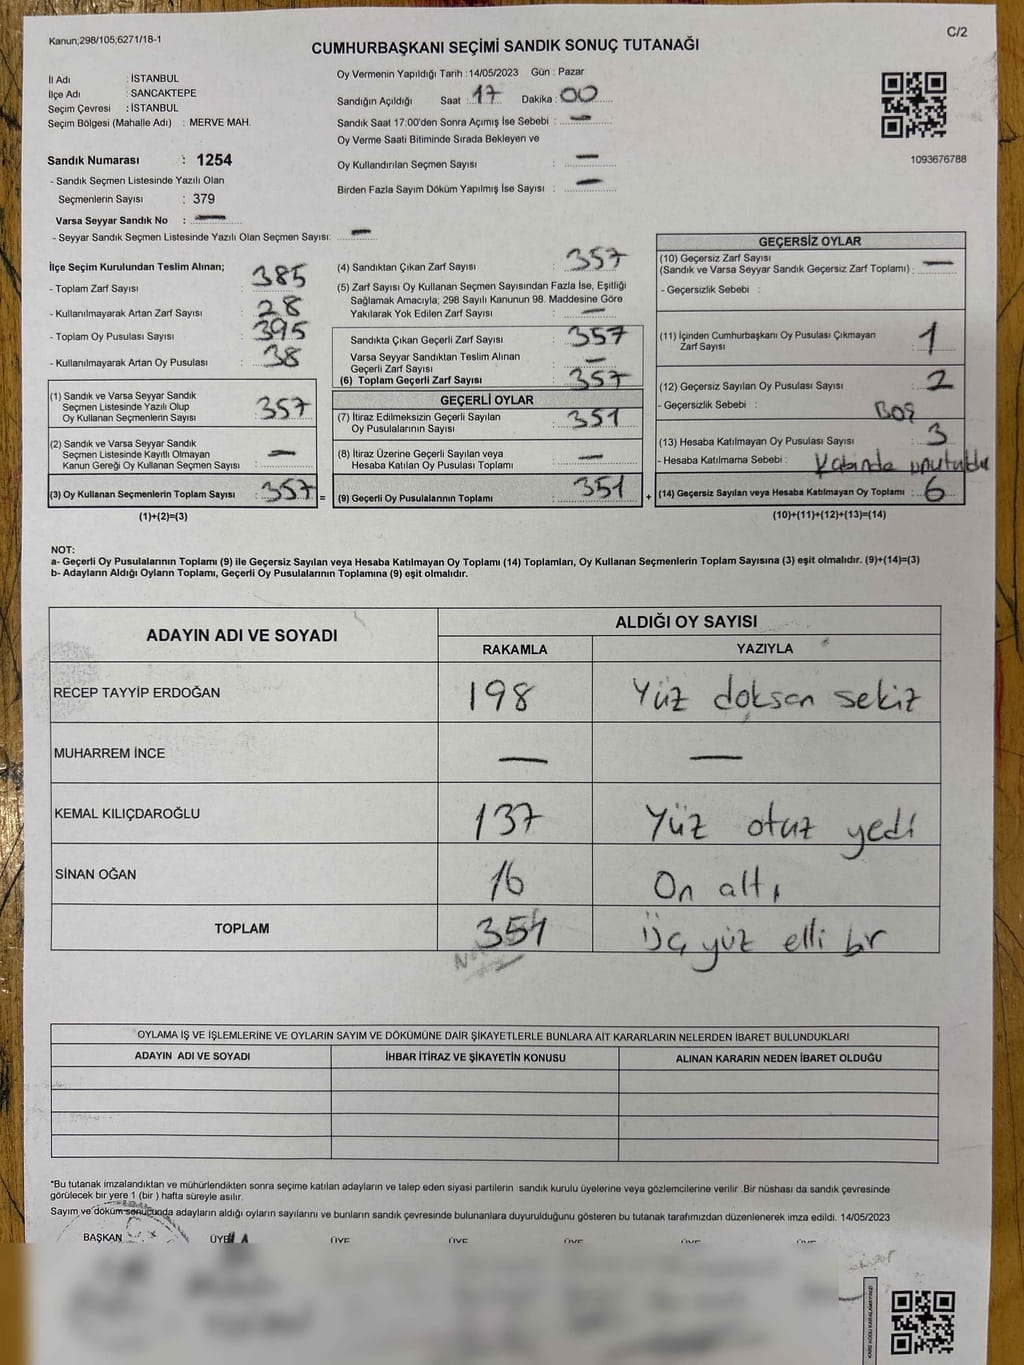 Kanun;298/105;6271/18-1
C/2
CUMHURBAŞKANI SEÇİMİ SANDIK SONUÇ TUTANAĞI
İl Adı : İSTANBUL
İlçe Adı : SANCAKTEPE
Seçim Çevresi : İSTANBUL
Seçim Bölgesi (Mahalle Adı) : MERVE MAH.
Sandık Numarası : 1254
- Sandık Seçmen Listesinde Yazılı Olan
Seçmenlerin Sayısı : 379
Varsa Seyyar Sandık No : —
- Seyyar Sandık Seçmen Listesinde Yazılı Olan Seçmen Sayısı: —
Oy Vermenin Yapıldığı Tarih : 14/05/2023 Gün : Pazar
Sandığın Açıldığı Saat : 17 Dakika : 00
Sandık Saat 17:00'den Sonra Açımış İse Sebebi : —
Oy Verme Saati Bitiminde Sırada Bekleyen ve
Oy Kullandırılan Seçmen Sayısı : —
Birden Fazla Sayım Döküm Yapılmış İse Sayısı : —
1093676788
İlçe Seçim Kurulundan Teslim Alınan;
- Toplam Zarf Sayısı : 385
- Kullanılmayarak Artan Zarf Sayısı : 28
- Toplam Oy Pusulası Sayısı : 395
- Kullanılmayarak Artan Oy Pusulası : 38
(1) Sandık ve Varsa Seyyar Sandık
Seçmen Listesinde Yazılı Olup
Oy Kullanan Seçmenlerin Sayısı : 357
(2) Sandık ve Varsa Seyyar Sandık
Seçmen Listesinde Kayıtlı Olmayan
Kanun Gereği Oy Kullanan Seçmen Sayısı : —
(3) Oy Kullanan Seçmenlerin Toplam Sayısı : 357 =
(1)+(2)=(3)
(4) Sandıktan Çıkan Zarf Sayısı : 357
(5) Zarf Sayısı Oy Kullanan Seçmen Sayısından Fazla İse, Eşitliği
Sağlamak Amacıyla; 298 Sayılı Kanunun 98. Maddesine Göre
Yakılarak Yok Edilen Zarf Sayısı : —
Sandıkta Çıkan Geçerli Zarf Sayısı : 357
Varsa Seyyar Sandıktan Teslim Alınan
Geçerli Zarf Sayısı : —
(6) Toplam Geçerli Zarf Sayısı : 357
GEÇERLİ OYLAR
(7) İtiraz Edilmeksizin Geçerli Sayılan
Oy Pusulalarının Sayısı : 351
(8) İtiraz Üzerine Geçerli Sayılan veya
Hesaba Katılan Oy Pusulası Toplamı : —
(9) Geçerli Oy Pusulalarının Toplamı : 351 +
GEÇERSİZ OYLAR
(10) Geçersiz Zarf Sayısı
(Sandık ve Varsa Seyyar Sandık Geçersiz Zarf Toplamı) : —
- Geçersizlik Sebebi :
(11) İçinden Cumhurbaşkanı Oy Pusulası Çıkmayan
Zarf Sayısı : 1
(12) Geçersiz Sayılan Oy Pusulası Sayısı : 2
- Geçersizlik Sebebi : BOŞ
(13) Hesaba Katılmayan Oy Pusulası Sayısı : 3
- Hesaba Katılmama Sebebi : Kabinde unutuldu
(14) Geçersiz Sayılan veya Hesaba Katılmayan Oy Toplamı : 6
(10)+(11)+(12)+(13)=(14)
NOT:
a- Geçerli Oy Pusulalarının Toplamı (9) ile Geçersiz Sayılan veya Hesaba Katılmayan Oy Toplamı (14) Toplamları, Oy Kullanan Seçmenlerin Toplam Sayısına (3) eşit olmalıdır. (9)+(14)=(3)
b- Adayların Aldığı Oyların Toplamı, Geçerli Oy Pusulalarının Toplamına (9) eşit olmalıdır.
ADAYIN ADI VE SOYADI
ALDIĞI OY SAYISI
RAKAMLA YAZIYLA
RECEP TAYYİP ERDOĞAN 198 Yüz doksan sekiz
MUHARREM İNCE — —
KEMAL KILIÇDAROĞLU 137 Yüz otuz yedi
SİNAN OĞAN 16 On altı
TOPLAM 351 Üç yüz elli bir
OYLAMA İŞ VE İŞLEMLERİNE VE OYLARIN SAYIM VE DÖKÜMÜNE DAİR ŞİKAYETLERLE BUNLARA AİT KARARLARIN NELERDEN İBARET BULUNDUKLARI
ADAYIN ADI VE SOYADI İHBAR İTİRAZ VE ŞİKAYETİN KONUSU ALINAN KARARIN NEDEN İBARET OLDUĞU
*Bu tutanak imzalandıktan ve mühürlendikten sonra seçime katılan adayların ve talep eden siyasi partilerin sandık kurulu üyelerine veya gözlemcilerine verilir .Bir nüshası da sandık çevresinde
görülecek bir yere 1 (bir ) hafta süreyle asılır.
Sayım ve döküm sonucunda adayların aldığı oyların sayılarını ve bunların sandık çevresinde bulunanlara duyurulduğunu gösteren bu tutanak tarafımızdan düzenlenerek imza edildi. 14/05/2023
BAŞKAN ÜYE ÜYE ÜYE ÜYE ÜYE ÜYE